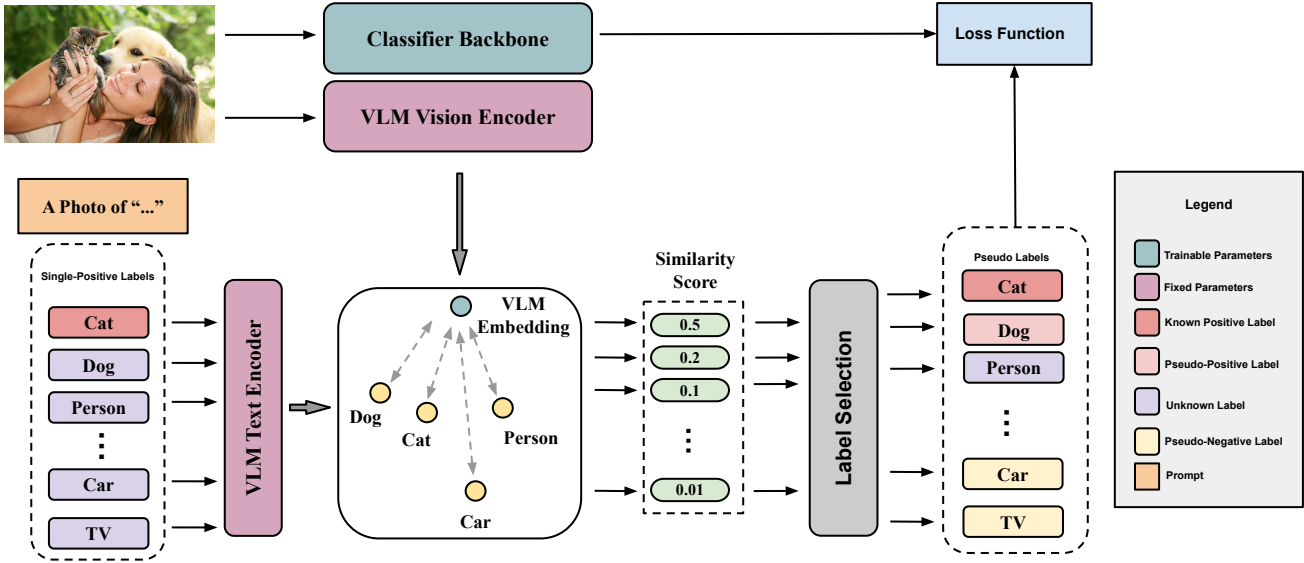 Classifier Backbone
Loss Function
VLM Vision Encoder
A Photo of “...”
Single-Positive Labels
Cat
Dog
Person
Car
TV
VLM Text Encoder
VLM
Embedding
Dog
Cat
Person
Car
Similarity
Score
0.5
0.2
0.1
0.01
Label Selection
Pseudo Labels
Cat
Dog
Person
Car
TV
Legend
Trainable Parameters
Fixed Parameters
Known Positive Label
Pseudo-Positive Label
Unknown Label
Pseudo-Negative Label
Prompt